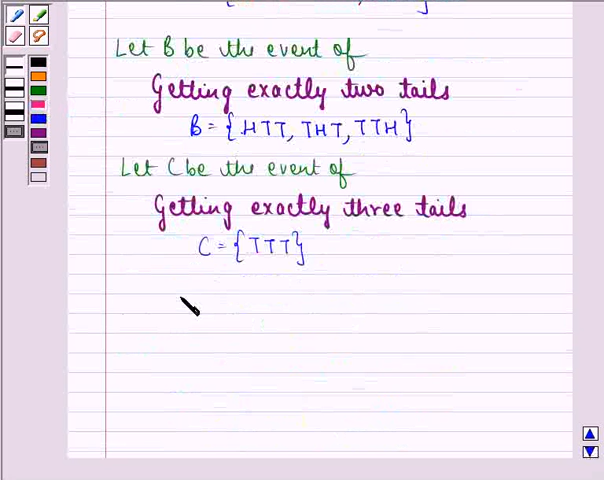 Let B be the event of
Getting exactly two tails
B = {HTT, THT, TTH}
Let C be the event of
Getting exactly three tails
C = {TTT}